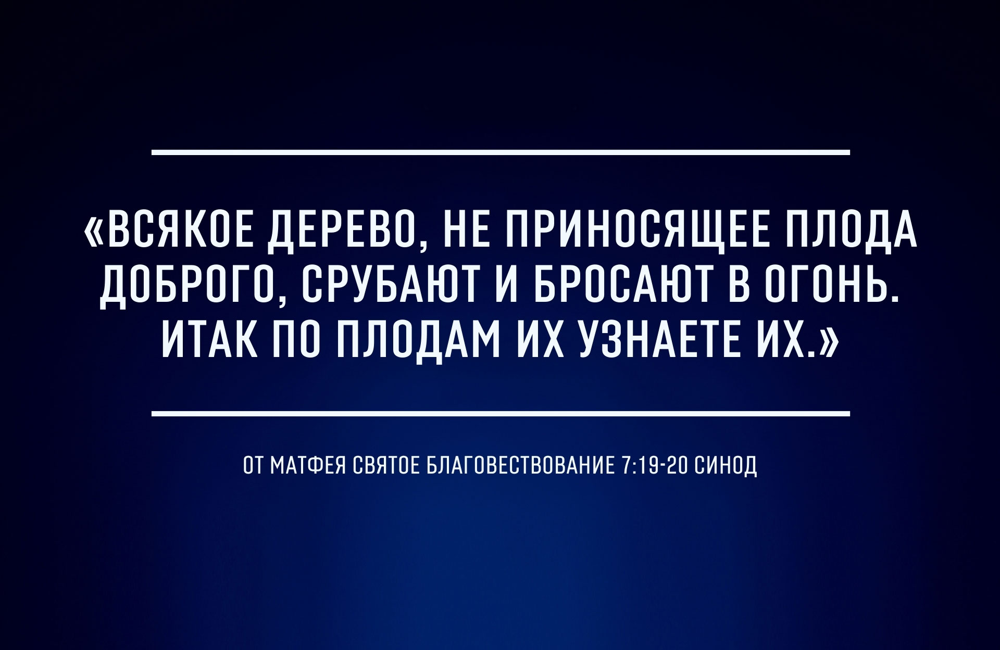 «ВСЯКОЕ ДЕРЕВО, НЕ ПРИНОСЯЩЕЕ ПЛОДА
ДОБРОГО, СРУБАЮТ И БРОСАЮТ В ОГОНЬ.
ИТАК ПО ПЛОДАМ ИХ УЗНАЕТЕ ИХ.»
ОТ МАТФЕЯ СВЯТОЕ БЛАГОВЕСТВОВАНИЕ 7:19-20 СИНОД